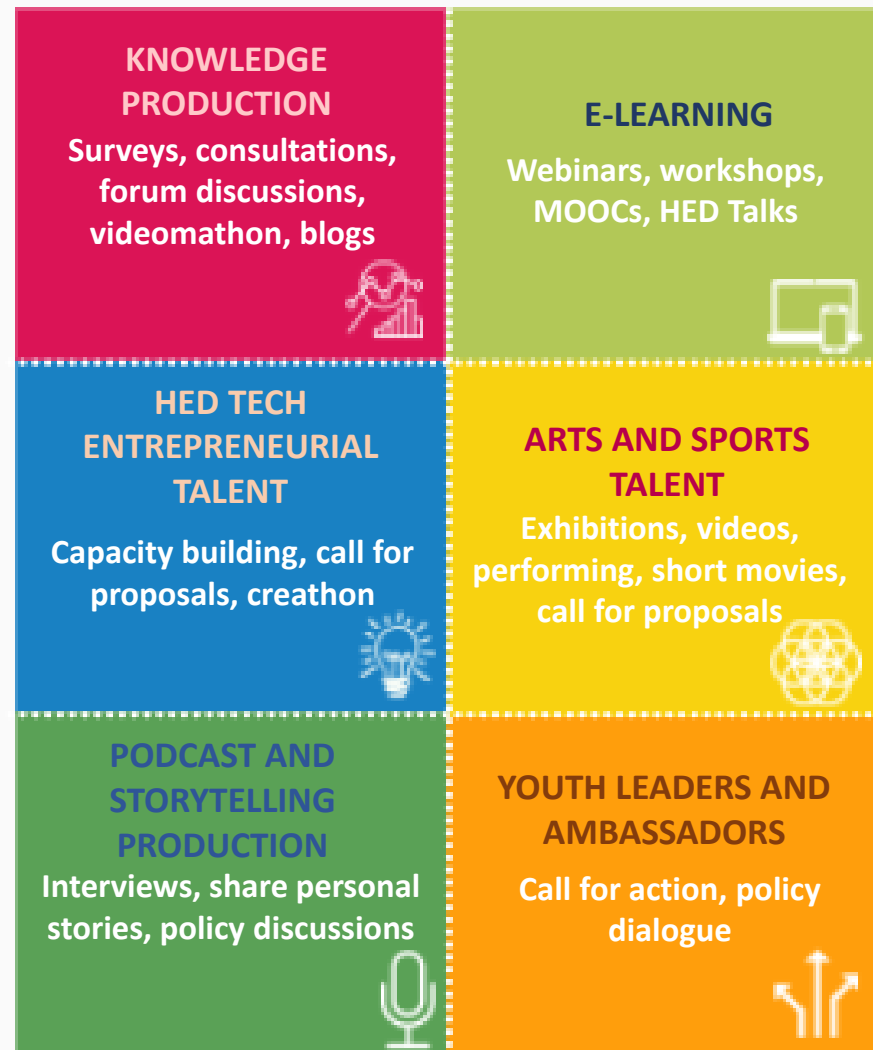 KNOWLEDGE
PRODUCTION
Surveys, consultations,
forum discussions,
videomathon, blogs
E-LEARNING
Webinars, workshops,
MOOCs, HED Talks
HED TECH
ENTREPRENEURIAL
TALENT
Capacity building, call for
proposals, creathon
ARTS AND SPORTS
TALENT
Exhibitions, videos,
performing, short movies,
call for proposals
PODCAST AND
STORYTELLING
PRODUCTION
Interviews, share personal
stories, policy discussions
YOUTH LEADERS AND
AMBASSADORS
Call for action, policy
dialogue